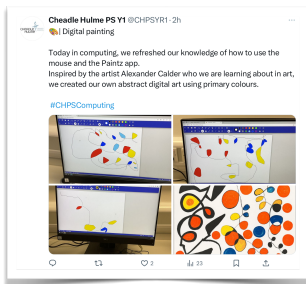 Cheadle Hulme PS Y1 @CHPSYR1 · 2h
| Digital painting
Today in computing, we refreshed our knowledge of how to use the
mouse and the Paintz app.
Inspired by the artist Alexander Calder who we are learning about in art,
we created our own abstract digital art using primary colours.
#CHPSComputing
2
23